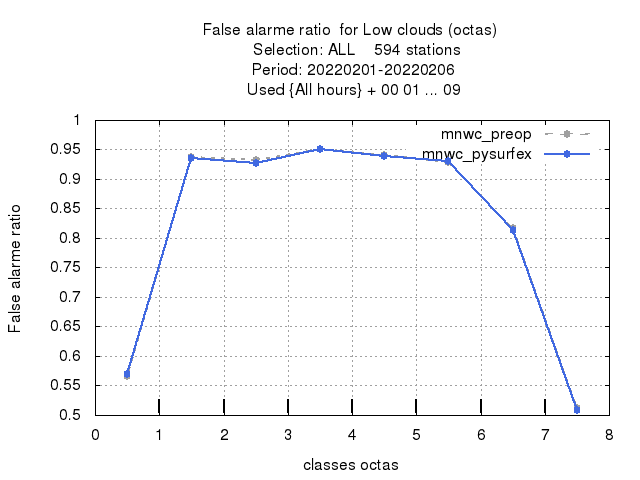 False alarme ratio  for Low clouds (octas)
Selection: ALL    594 stations
Period: 20220201-20220206
Used {All hours} + 00 01 ... 09
mnwc_preop
mnwc_pysurfex
False alarme ratio
1
0.95
0.9
0.85
0.8
0.75
0.7
0.65
0.6
0.55
0.5
0 1 2 3 4 5 6 7 8
classes octas